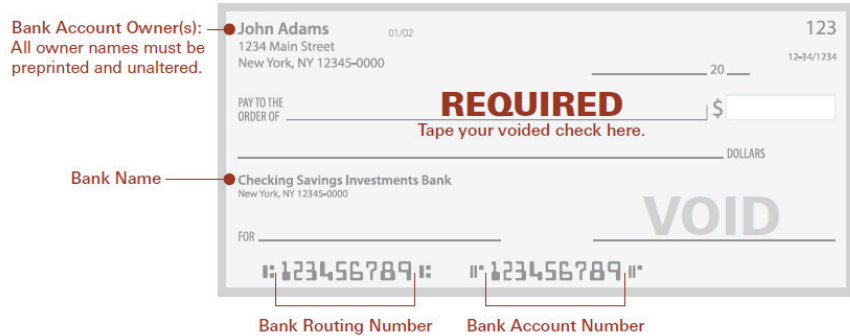 Bank Account Owner(s):
All owner names must be
preprinted and unaltered.
John Adams
01/02
123
1234 Main Street
New York, NY 12345-0000
12-34/1234
20
PAY TO THE
ORDER OF
REQUIRED
$
Tape your voided check here.
DOLLARS
Bank Name
Checking Savings Investments Bank
New York, NY 12345-0000
VOID
FOR
⑆123456789⑆ ⑈123456789⑈
Bank Routing Number Bank Account Number